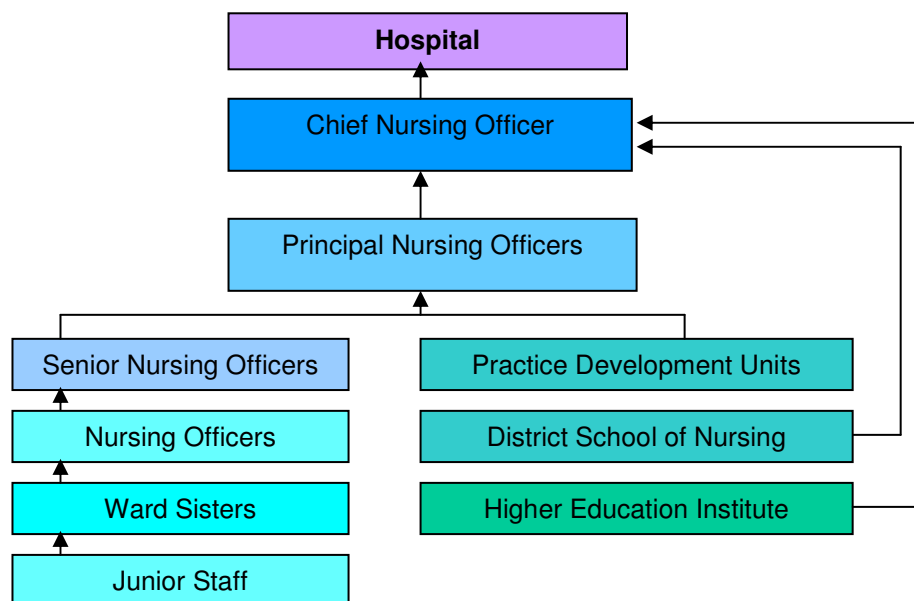 Hospital
Chief Nursing Officer
Principal Nursing Officers
Senior Nursing Officers
Practice Development Units
Nursing Officers
District School of Nursing
Ward Sisters
Higher Education Institute
Junior Staff